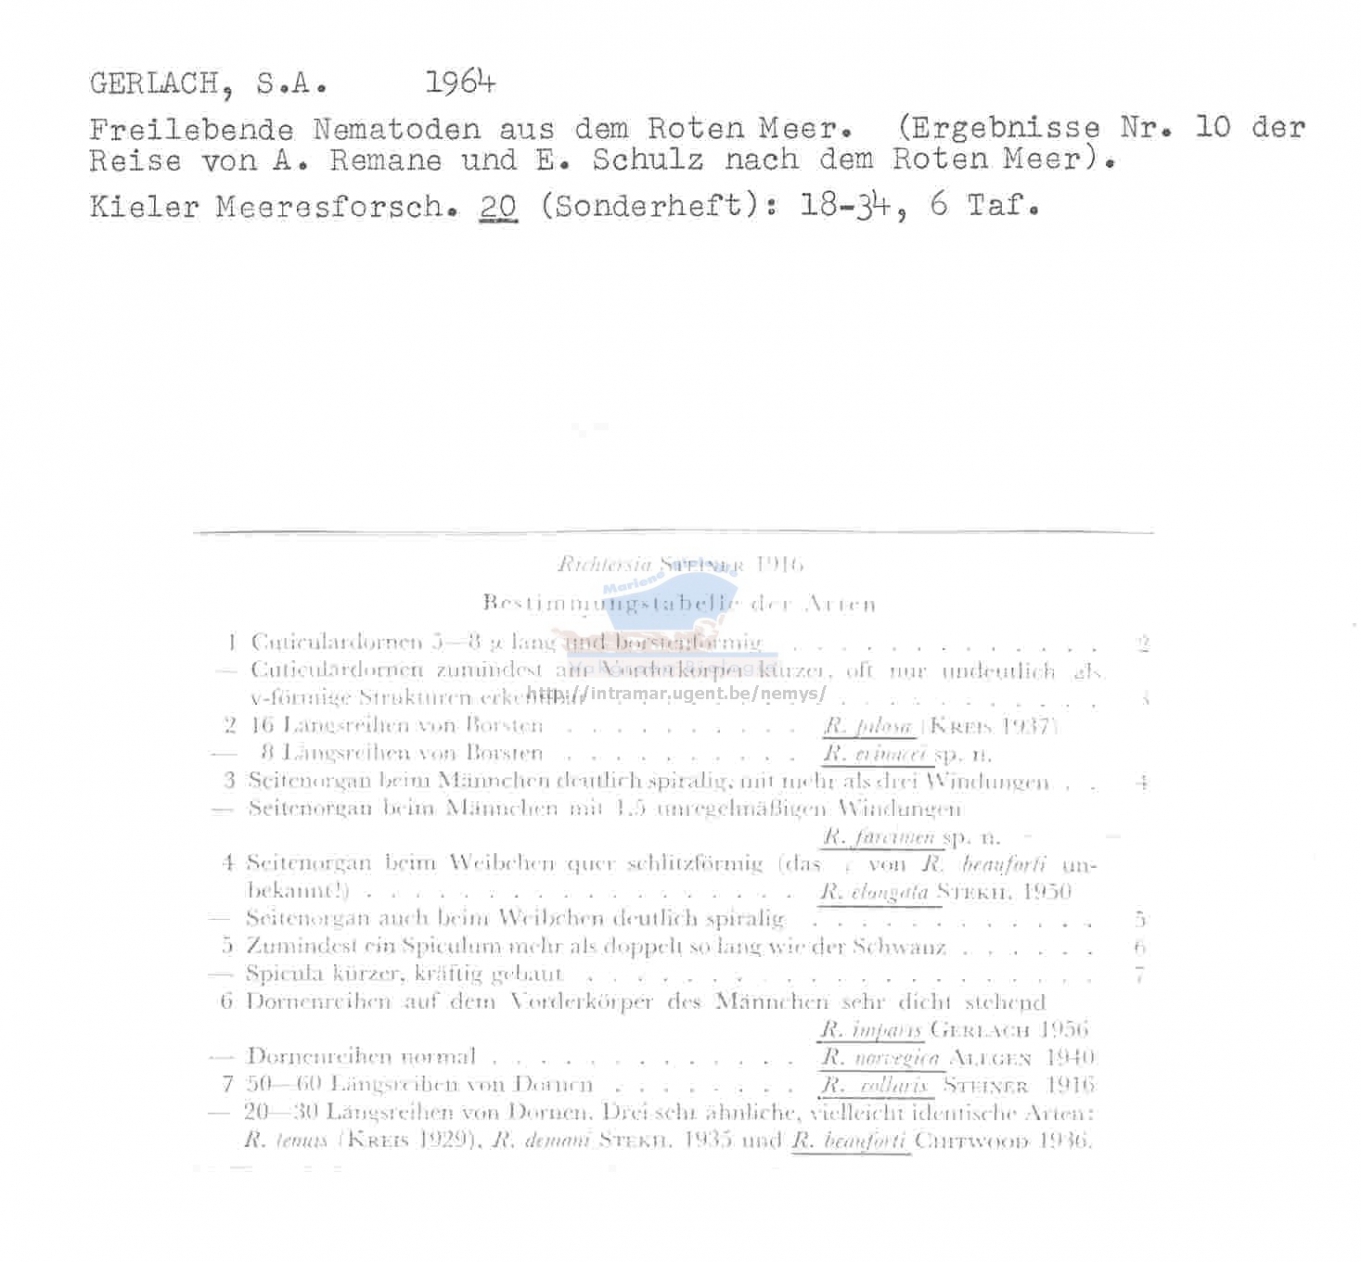 GERLACH, S.A. 1964
Freilebende Nematoden aus dem Roten Meer. (Ergebnisse Nr. 10 der
Reise von A. Remane und E. Schulz nach dem Roten Meer).
Kieler Meeresforsch. 20 (Sonderheft): 18-34, 6 Taf.
Richtersia STEINER 1916
Bestimmungstabelle der Arten
1 Cuticulardornen 5—8 µ lang und borstenförmig . . . . . . . . . . . . 2
— Cuticulardornen zumindest am Vorderkörper kürzer, oft nur undeutlich als
v-förmige Strukturen erkennbar . . . . . . . . . . . . . . . . . . 3
http://intramar.ugent.be/nemys/
2 16 Längsreihen von Borsten . . . . . . . . . . R. pilosa (KREIS 1937)
— 8 Längsreihen von Borsten . . . . . . . . . . R. erinacei sp. n.
3 Seitenorgan beim Männchen deutlich spiralig, mit mehr als drei Windungen . . 4
— Seitenorgan beim Männchen mit 1,5 unregelmäßigen Windungen
R. farcimen sp. n.
4 Seitenorgan beim Weibchen quer schlitzförmig (das von R. beauforti un-
bekannt!) . . . . . . . . . . . . . . . . . R. elongata STEKH. 1950
— Seitenorgan auch beim Weibchen deutlich spiralig . . . . . . . . . . . . 5
5 Zumindest ein Spiculum mehr als doppelt so lang wie der Schwanz . . . . . . 6
— Spicula kürzer, kräftig gebaut . . . . . . . . . . . . . . . . . . . . 7
6 Dornenreihen auf dem Vorderkörper des Männchen sehr dicht stehend
R. imparis GERLACH 1956
— Dornenreihen normal . . . . . . . . . . . . . R. norvegica ALLGEN 1940
7 50—60 Längsreihen von Dornen . . . . . . . . R. collaris STEINER 1916
— 20—30 Längsreihen von Dornen. Drei sehr ähnliche, vielleicht identische Arten:
R. tenuis (KREIS 1929), R. demani STEKH. 1935 und R. beauforti CHITWOOD 1936.